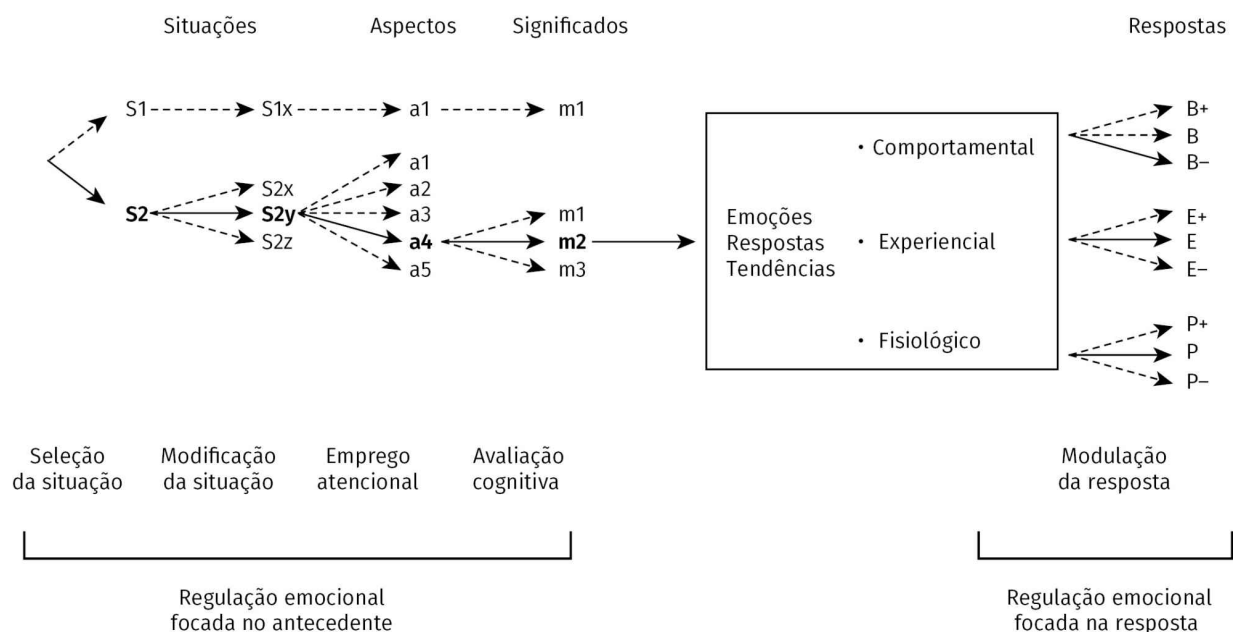 Situações Aspectos Significados Respostas
S1 S1x a1 m1 B+
• Comportamental B
a1 B−
S2x a2
S2 S2y a3 m1 E+
Emoções
a4 m2 Respostas • Experiencial E
S2z Tendências
a5 m3 E−
• Fisiológico P+
P
P−
Seleção
da situação
Modificação
da situação
Emprego
atencional
Avaliação
cognitiva
Modulação
da resposta
Regulação emocional
focada no antecedente
Regulação emocional
focada na resposta